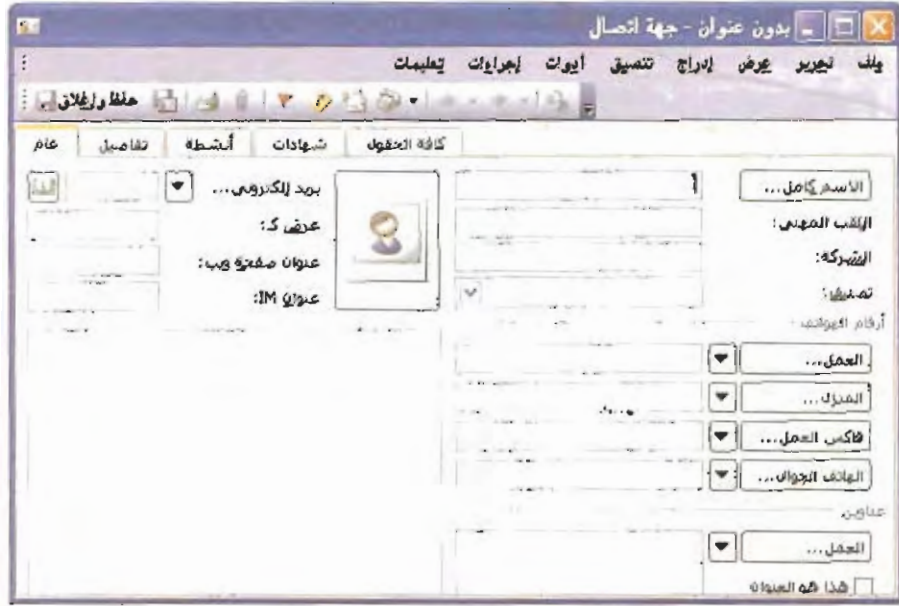 بدون عنوان - جهة اتصال
ملف تحرير عرض إدراج تنسيق أدوات إجراءات تعليمات
حفظ وإغلاق
عام تفاصيل أنشطة شهادات كافة الحقول
الاسم كامل...
اللقب المهني:
الشركة:
تصنيف:
أرقام الهواتف
العمل...
المنزل...
فاكس العمل...
الهاتف الجوال...
عناوين
العمل...
هذا هو العنوان
بريد إلكتروني...
عرض كـ:
عنوان صفحة ويب:
عنوان IM: